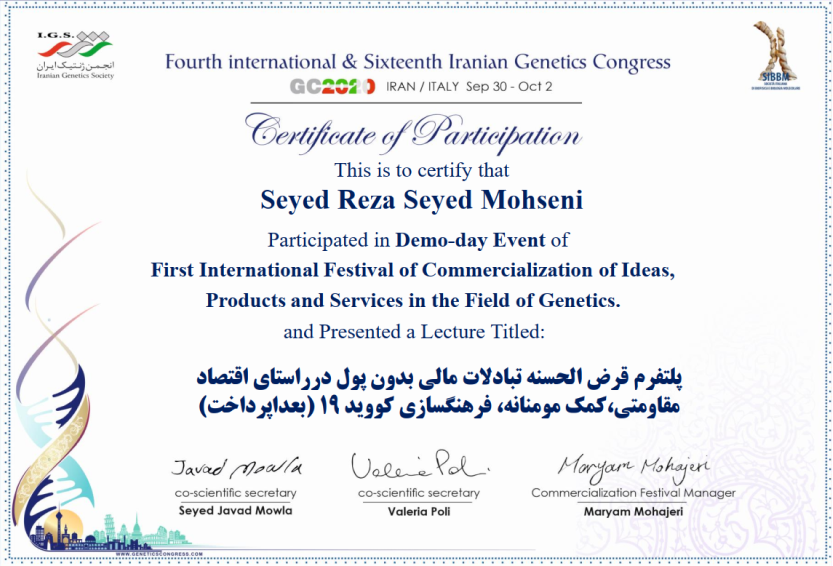 I.G.S.
انجمن ژنتیک ایران
Iranian Genetics Society
SIBBM
Fourth international & Sixteenth Iranian Genetics Congress
GC2020 IRAN / ITALY Sep 30 - Oct 2
Certificate of Participation
This is to certify that
Seyed Reza Seyed Mohseni
Participated in Demo-day Event of
First International Festival of Commercialization of Ideas,
Products and Services in the Field of Genetics.
and Presented a Lecture Titled:
پلتفرم قرض الحسنه تبادلات مالی بدون پول درراستای اقتصاد
مقاومتی،کمک مومنانه، فرهنگسازی کووید ۱۹ (بعداپرداخت)
Javad Mowla
co-scientific secretary
Seyed Javad Mowla
Valeria Poli
co-scientific secretary
Valeria Poli
Maryam Mohajeri
Commercialization Festival Manager
Maryam Mohajeri
WWW.GENETICSCONGRESS.COM